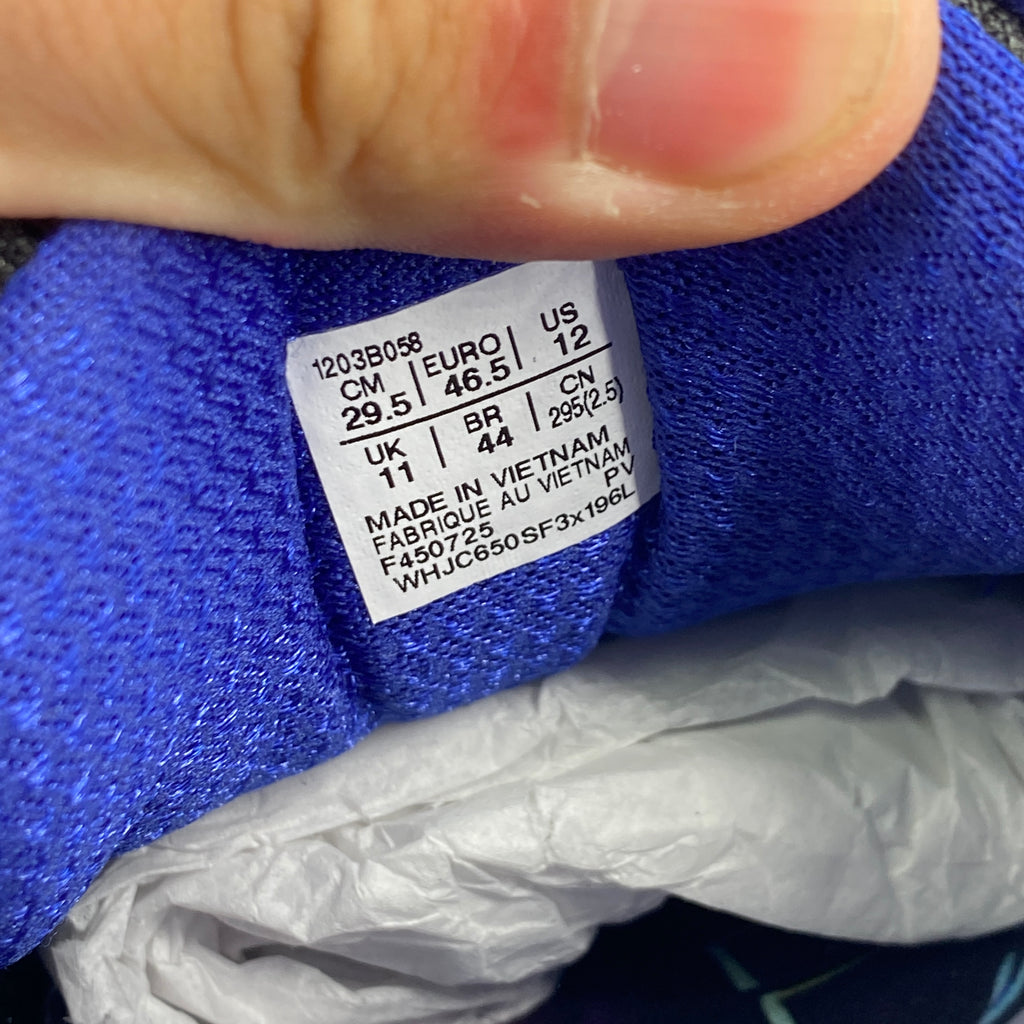 1203B058
CM | EURO | US
29.5 | 46.5 | 12
UK | BR | CN
11 | 44 | 295(2.5)
MADE IN VIETNAM
FABRIQUE AU VIETNAM
F450725 PV
WHJC650SF3x196L